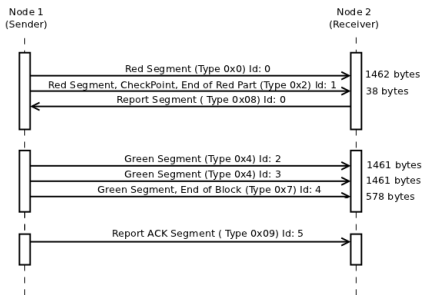 Node 1
(Sender)
Node 2
(Receiver)
Red Segment (Type 0x0) Id: 0
1462 bytes
Red Segment, CheckPoint, End of Red Part (Type 0x2) Id: 1
38 bytes
Report Segment ( Type 0x08) Id: 0
Green Segment (Type 0x4) Id: 2
1461 bytes
Green Segment (Type 0x4) Id: 3
1461 bytes
Green Segment, End of Block (Type 0x7) Id: 4
578 bytes
Report ACK Segment ( Type 0x09) Id: 5